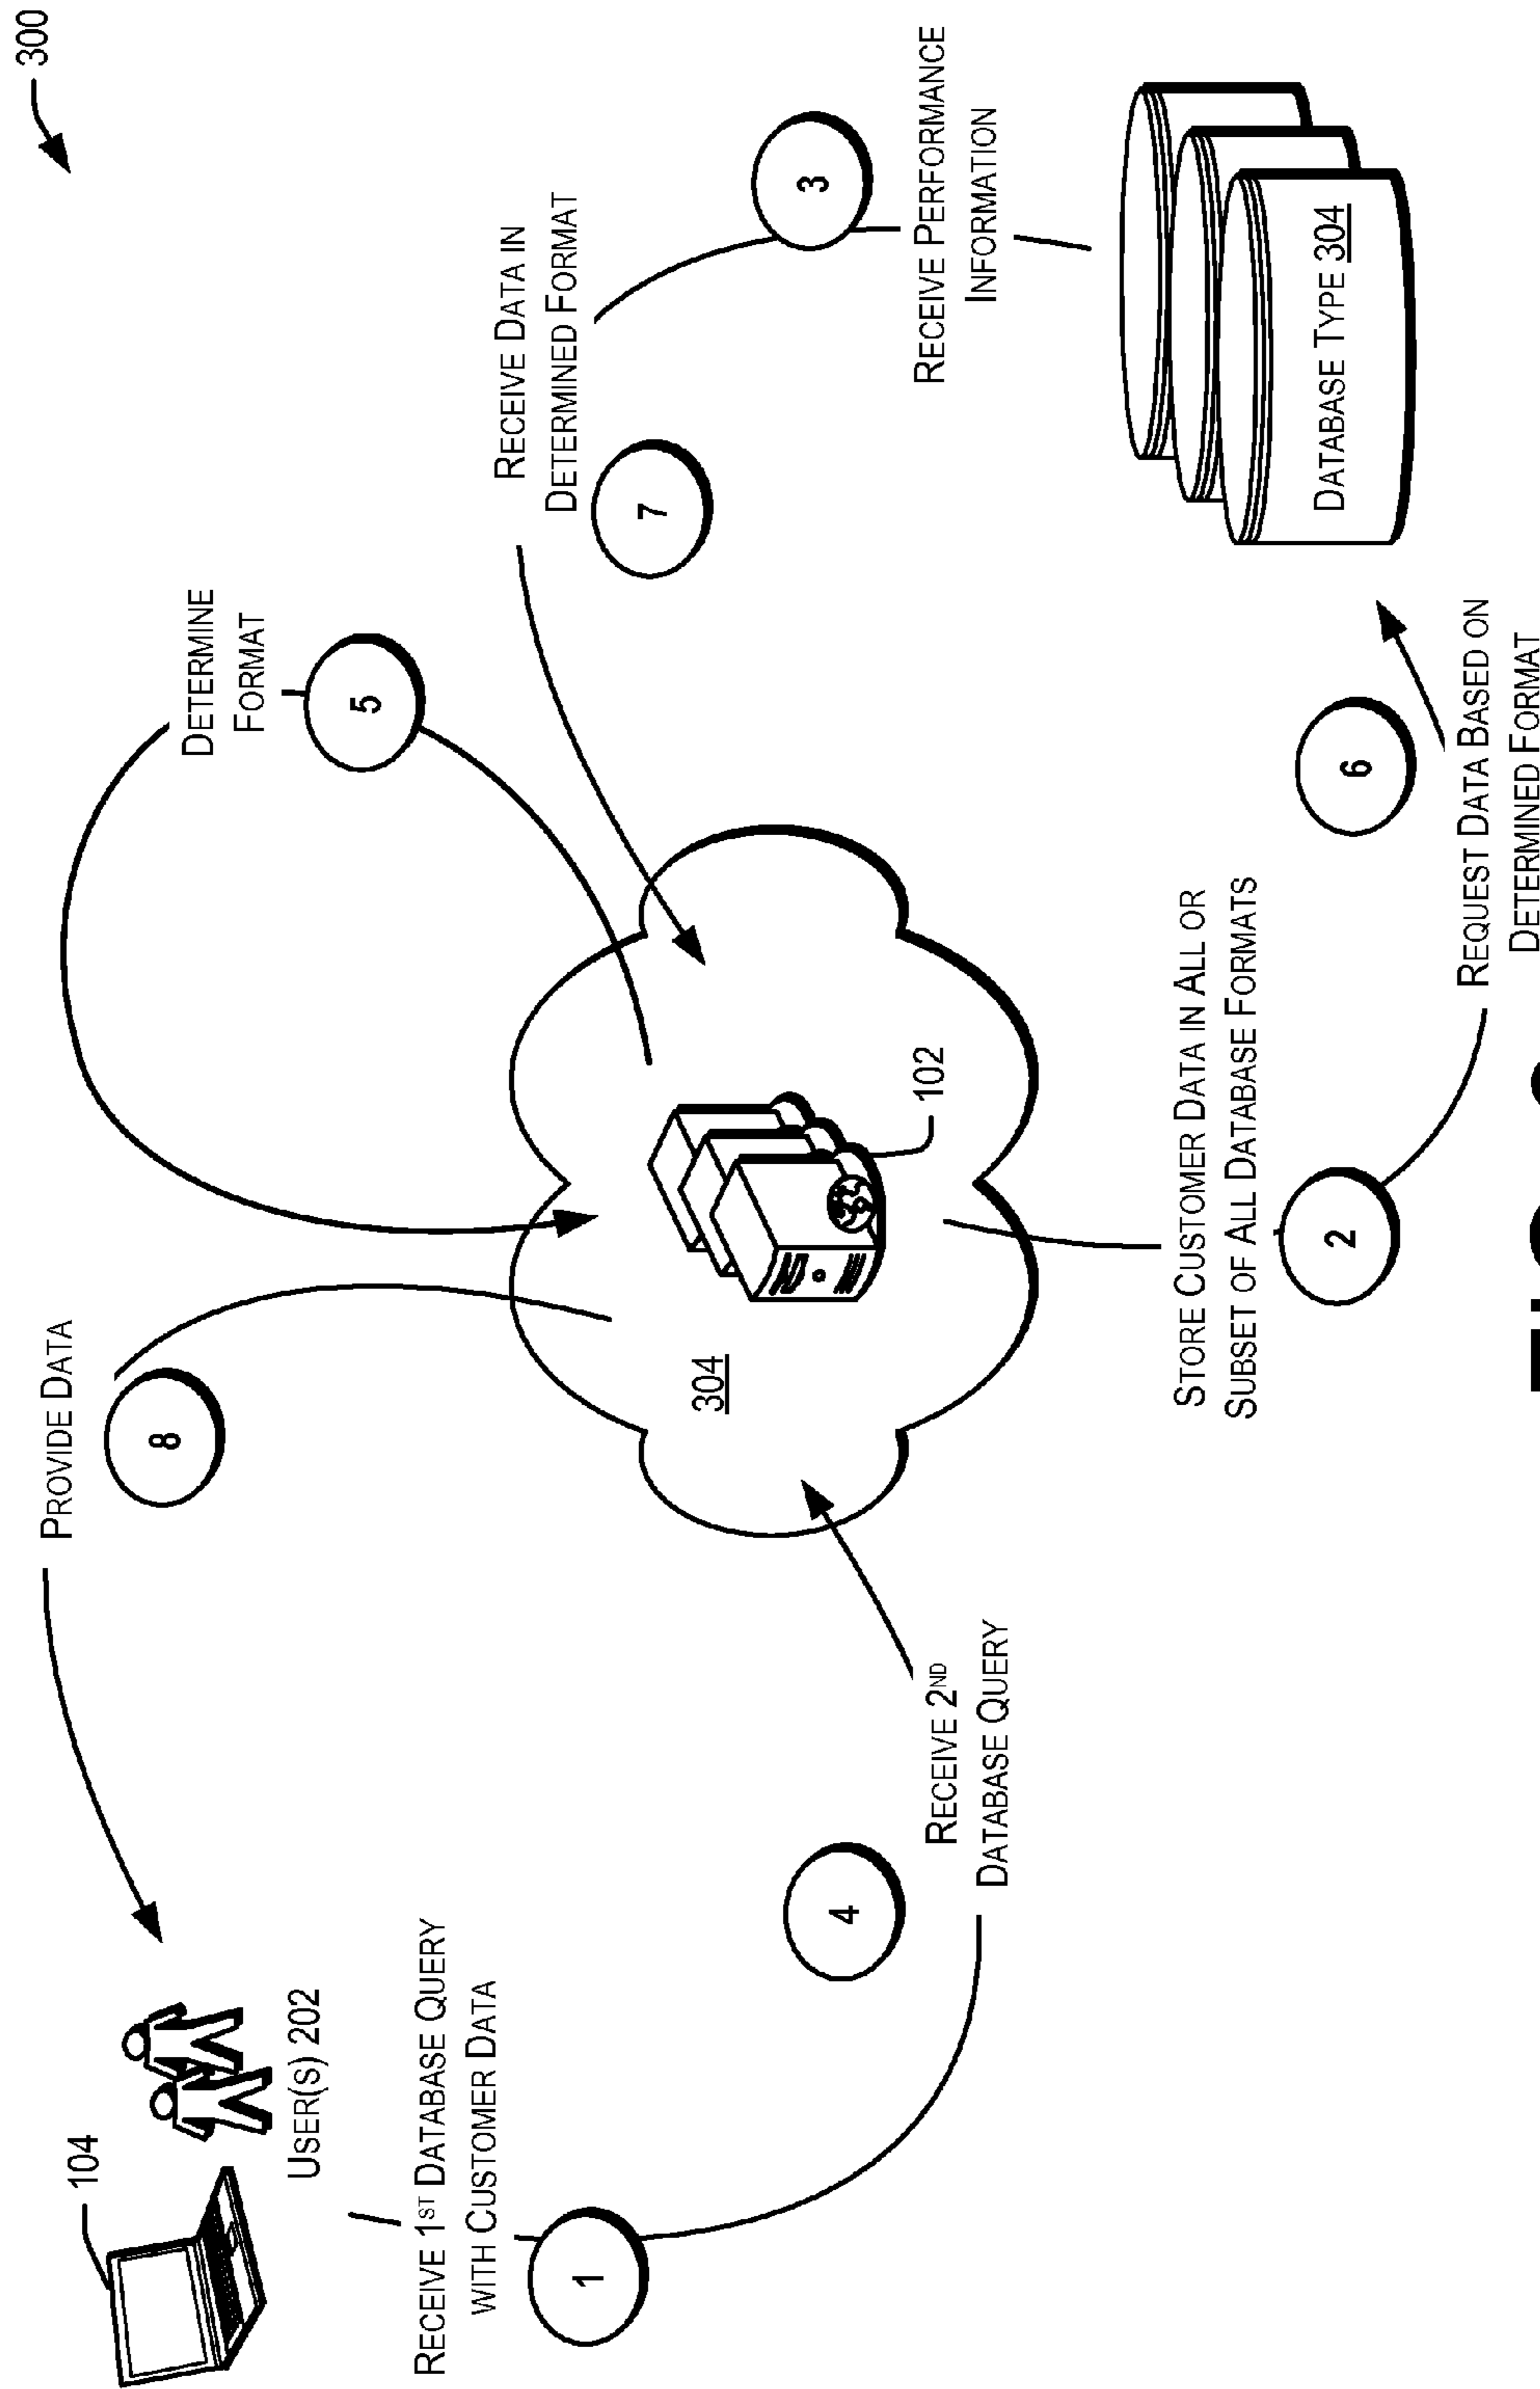 300
104
USER(S) 202
PROVIDE DATA
8
DETERMINE
FORMAT
5
RECEIVE DATA IN
DETERMINED FORMAT
7
3
RECEIVE PERFORMANCE
INFORMATION
RECEIVE 1ST DATABASE QUERY
WITH CUSTOMER DATA
1
4
RECEIVE 2ND
DATABASE QUERY
304
102
STORE CUSTOMER DATA IN ALL OR
SUBSET OF ALL DATABASE FORMATS
2
6
REQUEST DATA BASED ON
DETERMINED FORMAT
DATABASE TYPE 304